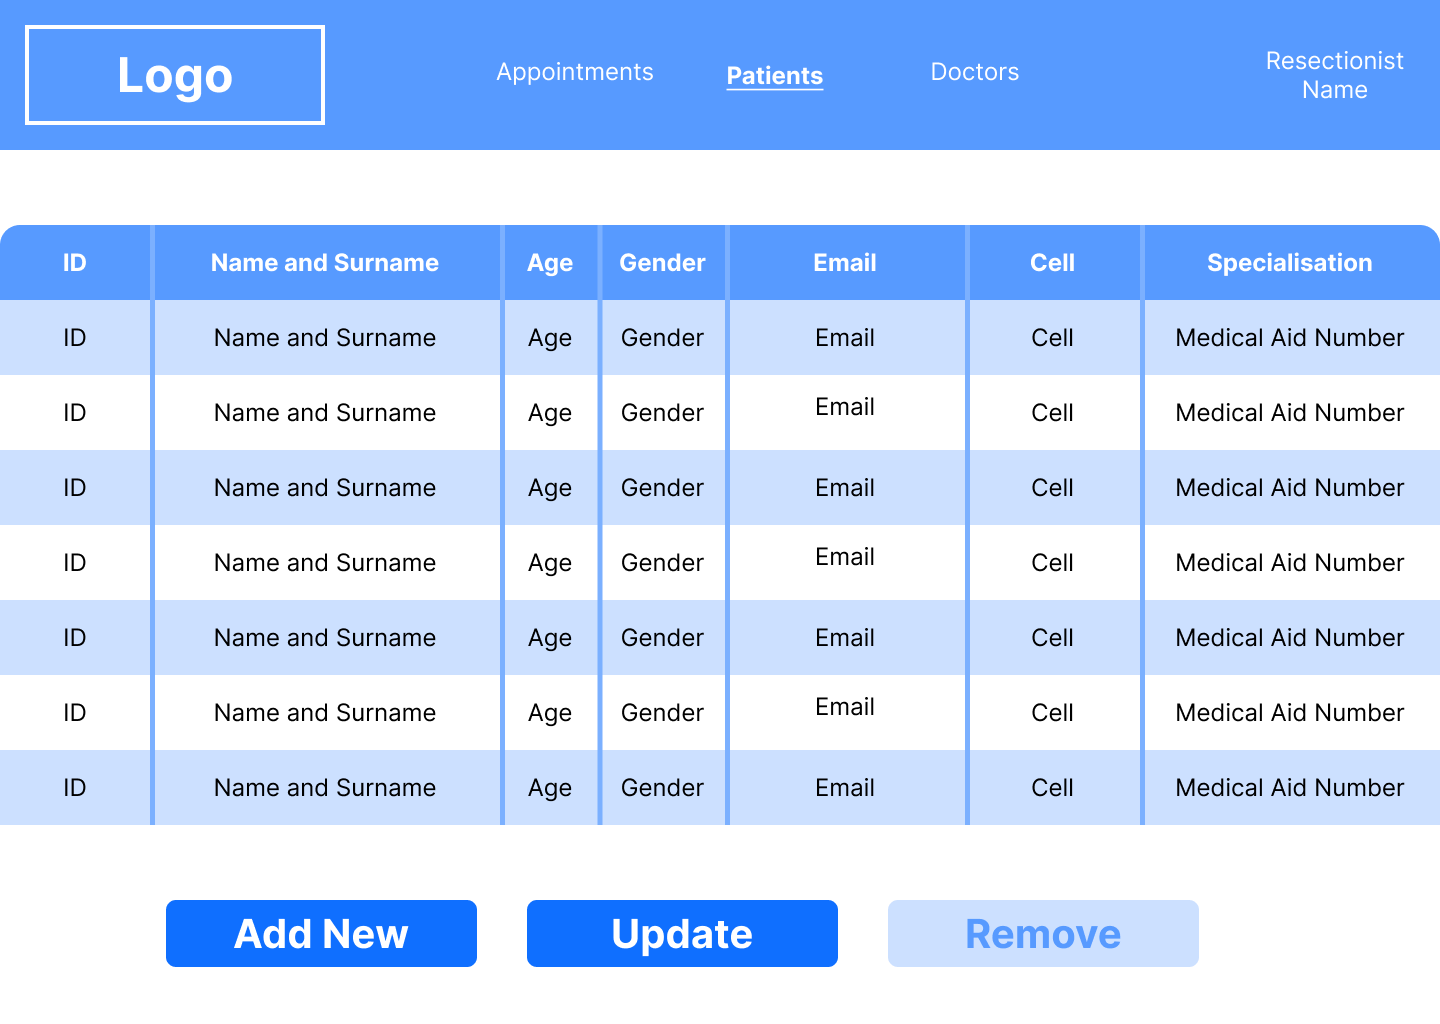 Logo
Appointments
Patients
Doctors
Resectionist
Name
ID Name and Surname Age Gender Email Cell Specialisation
ID Name and Surname Age Gender Email Cell Medical Aid Number
ID Name and Surname Age Gender Email Cell Medical Aid Number
ID Name and Surname Age Gender Email Cell Medical Aid Number
ID Name and Surname Age Gender Email Cell Medical Aid Number
ID Name and Surname Age Gender Email Cell Medical Aid Number
ID Name and Surname Age Gender Email Cell Medical Aid Number
ID Name and Surname Age Gender Email Cell Medical Aid Number
Add New
Update
Remove